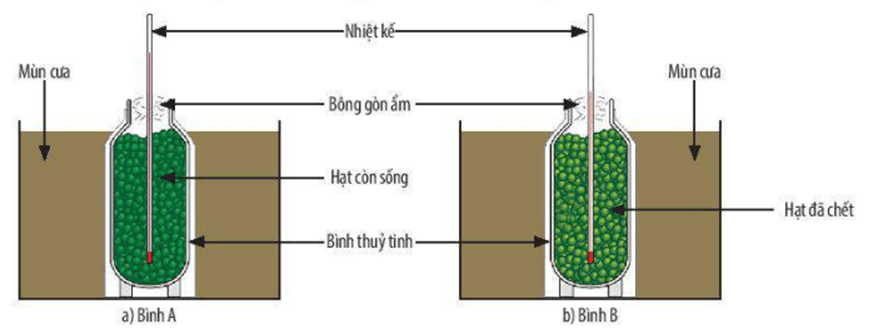 Nhiệt kế
Mùn cưa
Mùn cưa
Bông gòn ẩm
Hạt còn sống
Hạt đã chết
Bình thuỷ tinh
a) Bình A
b) Bình B